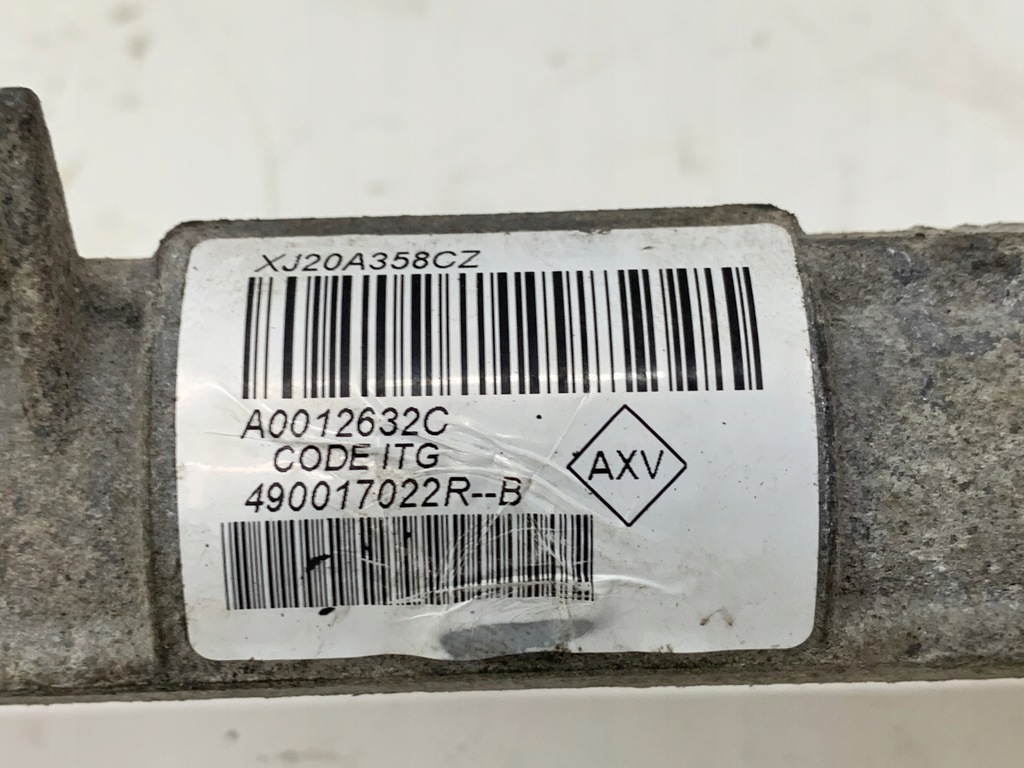 XJ20A358CZ
A0012632C
CODE ITG
AXV
490017022R--B